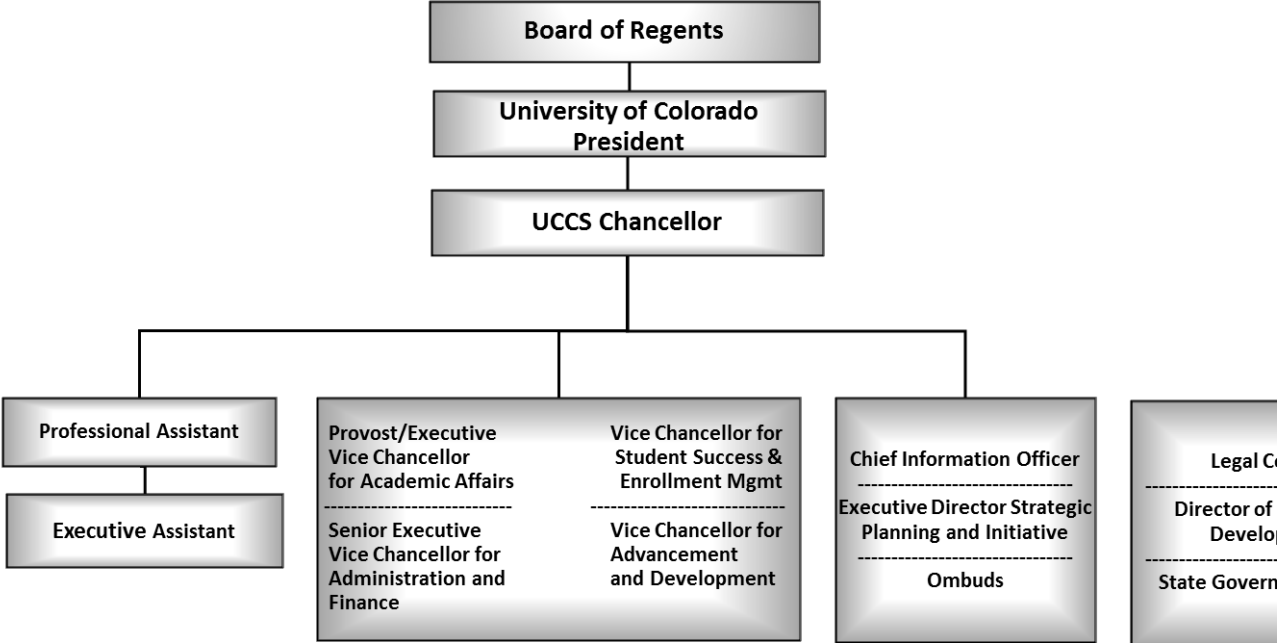 Board of Regents
University of Colorado
President
UCCS Chancellor
Professional Assistant
Executive Assistant
Provost/Executive
Vice Chancellor
for Academic Affairs
----------------------------
Senior Executive
Vice Chancellor for
Administration and
Finance
Vice Chancellor for
Student Success &
Enrollment Mgmt
-----------------------------
Vice Chancellor for
Advancement
and Development
Chief Information Officer
--------------------------------
Executive Director Strategic
Planning and Initiative
--------------------------------
Ombuds
Legal
Director of
State